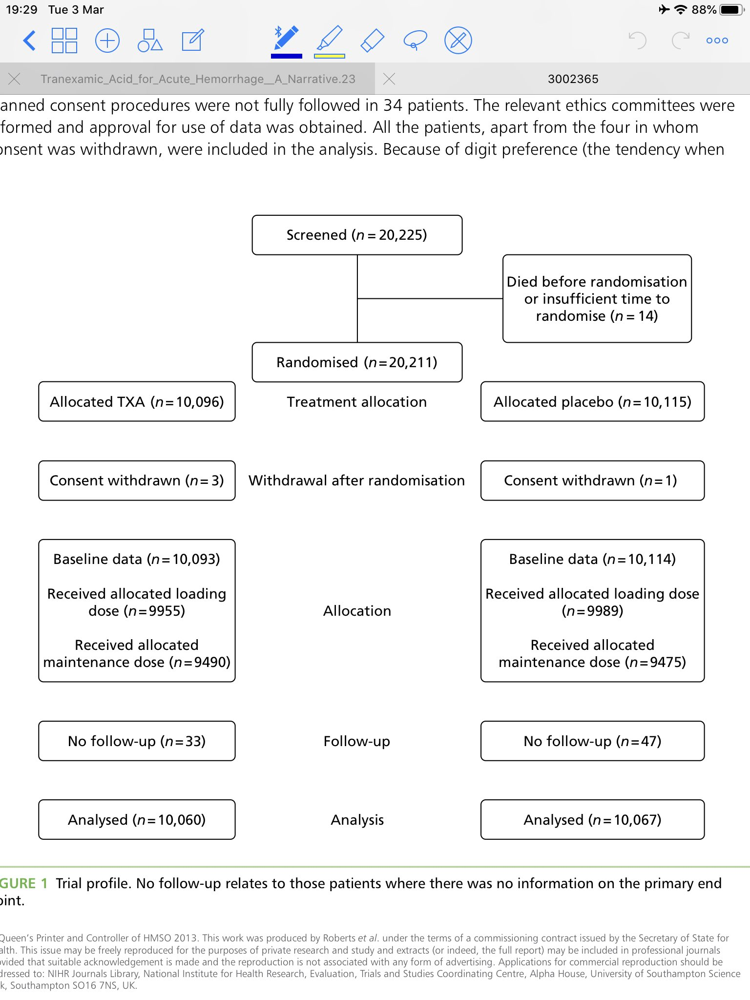 19:29 Tue 3 Mar
88%
Tranexamic_Acid_for_Acute_Hemorrhage__A_Narrative.23
3002365
anned consent procedures were not fully followed in 34 patients. The relevant ethics committees were
formed and approval for use of data was obtained. All the patients, apart from the four in whom
onsent was withdrawn, were included in the analysis. Because of digit preference (the tendency when
Screened (n = 20,225)
Died before randomisation
or insufficient time to
randomise (n = 14)
Randomised (n=20,211)
Allocated TXA (n=10,096)
Treatment allocation
Allocated placebo (n=10,115)
Consent withdrawn (n=3)
Withdrawal after randomisation
Consent withdrawn (n=1)
Baseline data (n=10,093)
Received allocated loading
dose (n=9955)
Received allocated
maintenance dose (n=9490)
Allocation
Baseline data (n=10,114)
Received allocated loading dose
(n=9989)
Received allocated
maintenance dose (n=9475)
No follow-up (n=33)
Follow-up
No follow-up (n=47)
Analysed (n=10,060)
Analysis
Analysed (n=10,067)
GURE 1 Trial profile. No follow-up relates to those patients where there was no information on the primary end
oint.
Queen's Printer and Controller of HMSO 2013. This work was produced by Roberts et al. under the terms of a commissioning contract issued by the Secretary of State for
alth. This issue may be freely reproduced for the purposes of private research and study and extracts (or indeed, the full report) may be included in professional journals
ovided that suitable acknowledgement is made and the reproduction is not associated with any form of advertising. Applications for commercial reproduction should be
dressed to: NIHR Journals Library, National Institute for Health Research, Evaluation, Trials and Studies Coordinating Centre, Alpha House, University of Southampton Science
k, Southampton SO16 7NS, UK.